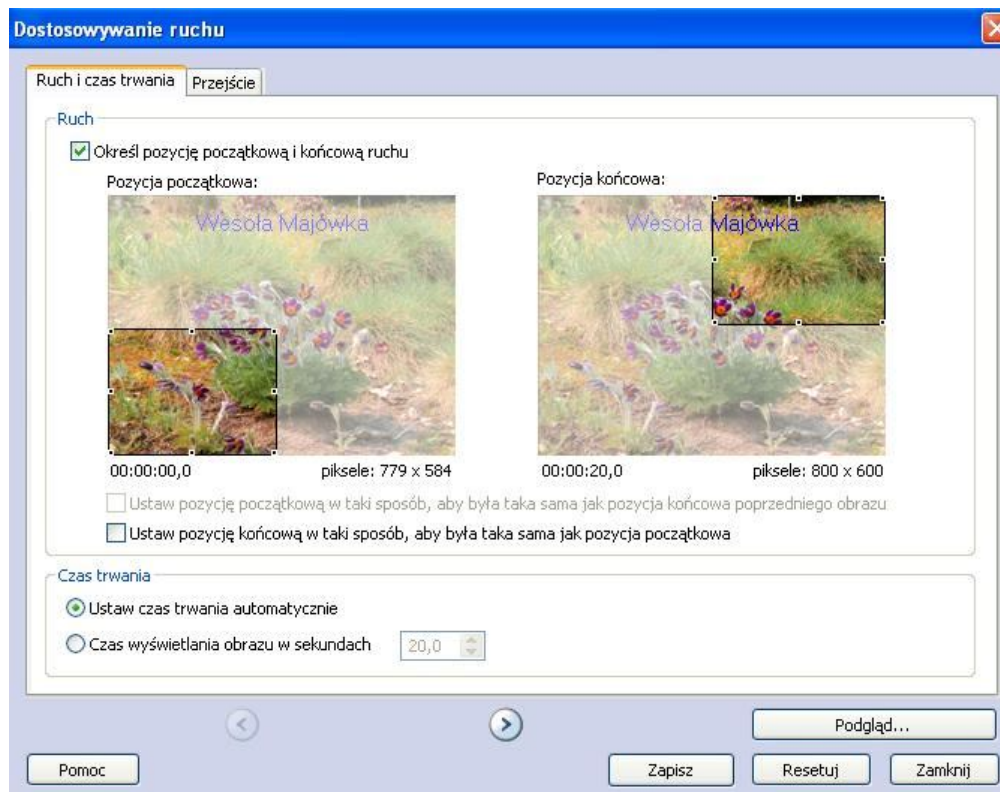 Dostosowywanie ruchu
Ruch i czas trwania
Przejście
Ruch
Określ pozycję początkową i końcową ruchu
Pozycja początkowa:
Pozycja końcowa:
Wesoła Majówka
Wesoła Majówka
00:00:00,0
piksele: 779 × 584
00:00:20,0
piksele: 800 × 600
Ustaw pozycję początkową w taki sposób, aby była taka sama jak pozycja końcowa poprzedniego obrazu
Ustaw pozycję końcową w taki sposób, aby była taka sama jak pozycja początkowa
Czas trwania
Ustaw czas trwania automatycznie
Czas wyświetlania obrazu w sekundach
20,0
Podgląd...
Pomoc
Zapisz
Resetuj
Zamknij